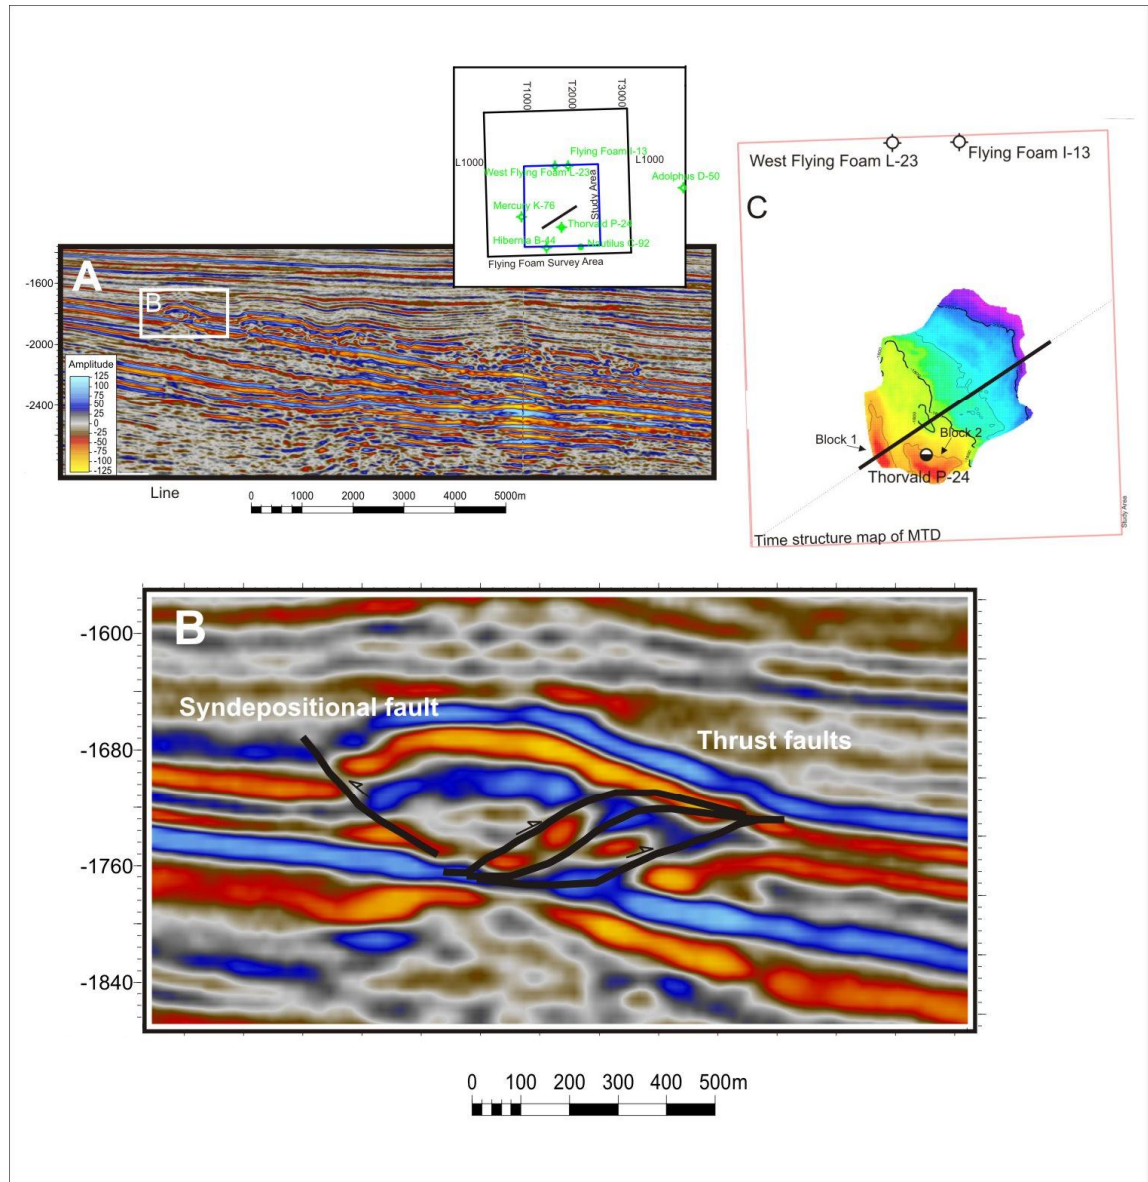 T1000
T2000
T3000
L1000
L1000
Flying Foam I-13
West Flying Foam L-23
Adolphus D-50
Study Area
Mercury K-76
Thorvald P-24
Hibernia B-44
Nautilus C-92
Flying Foam Survey Area
A
B
-1600
-2000
-2400
Amplitude
125
100
75
50
25
0
-25
-50
-75
-100
-125
Line
0 1000 2000 3000 4000 5000m
West Flying Foam L-23
Flying Foam I-13
C
Block 1
Block 2
Thorvald P-24
Study Area
Time structure map of MTD
B
-1600
-1680
-1760
-1840
Syndepositional fault
Thrust faults
0 100 200 300 400 500m